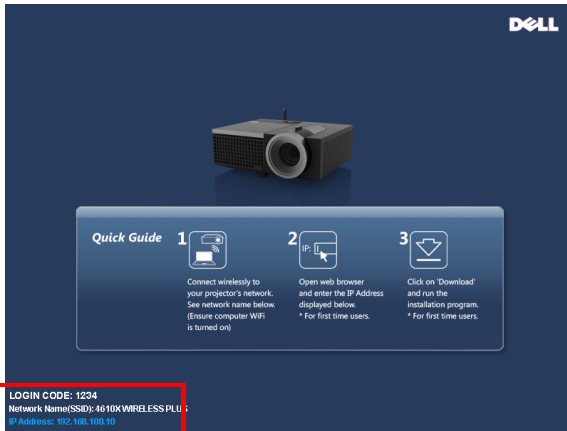 DELL
Quick Guide
1
Connect wirelessly to
your projector's network.
See network name below.
(Ensure computer WiFi
is turned on)
2
IP:
Open web browser
and enter the IP Address
displayed below.
* For first time users.
3
Click on 'Download'
and run the
installation program.
* For first time users.
LOGIN CODE: 1234
Network Name(SSID): 4610X WIRELESS PLUS
IP Address: 192.168.100.10